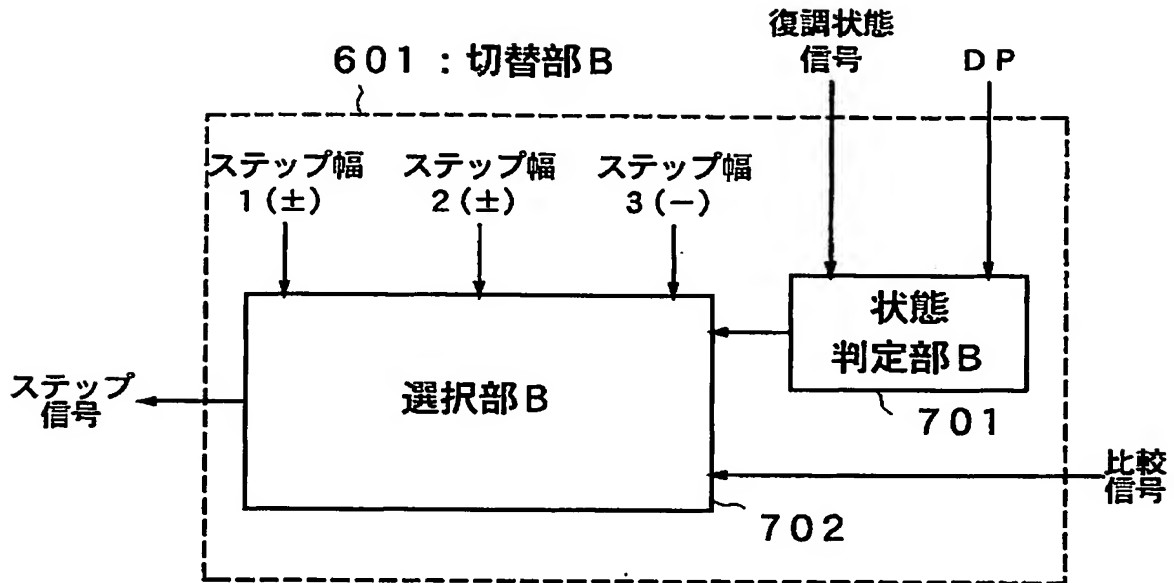 復調状態
信号
ＤＰ
６０１：切替部Ｂ
ステップ幅
１(±)
ステップ幅
２(±)
ステップ幅
３(－)
状態
判定部Ｂ
７０１
選択部Ｂ
ステップ
信号
比較
信号
７０２